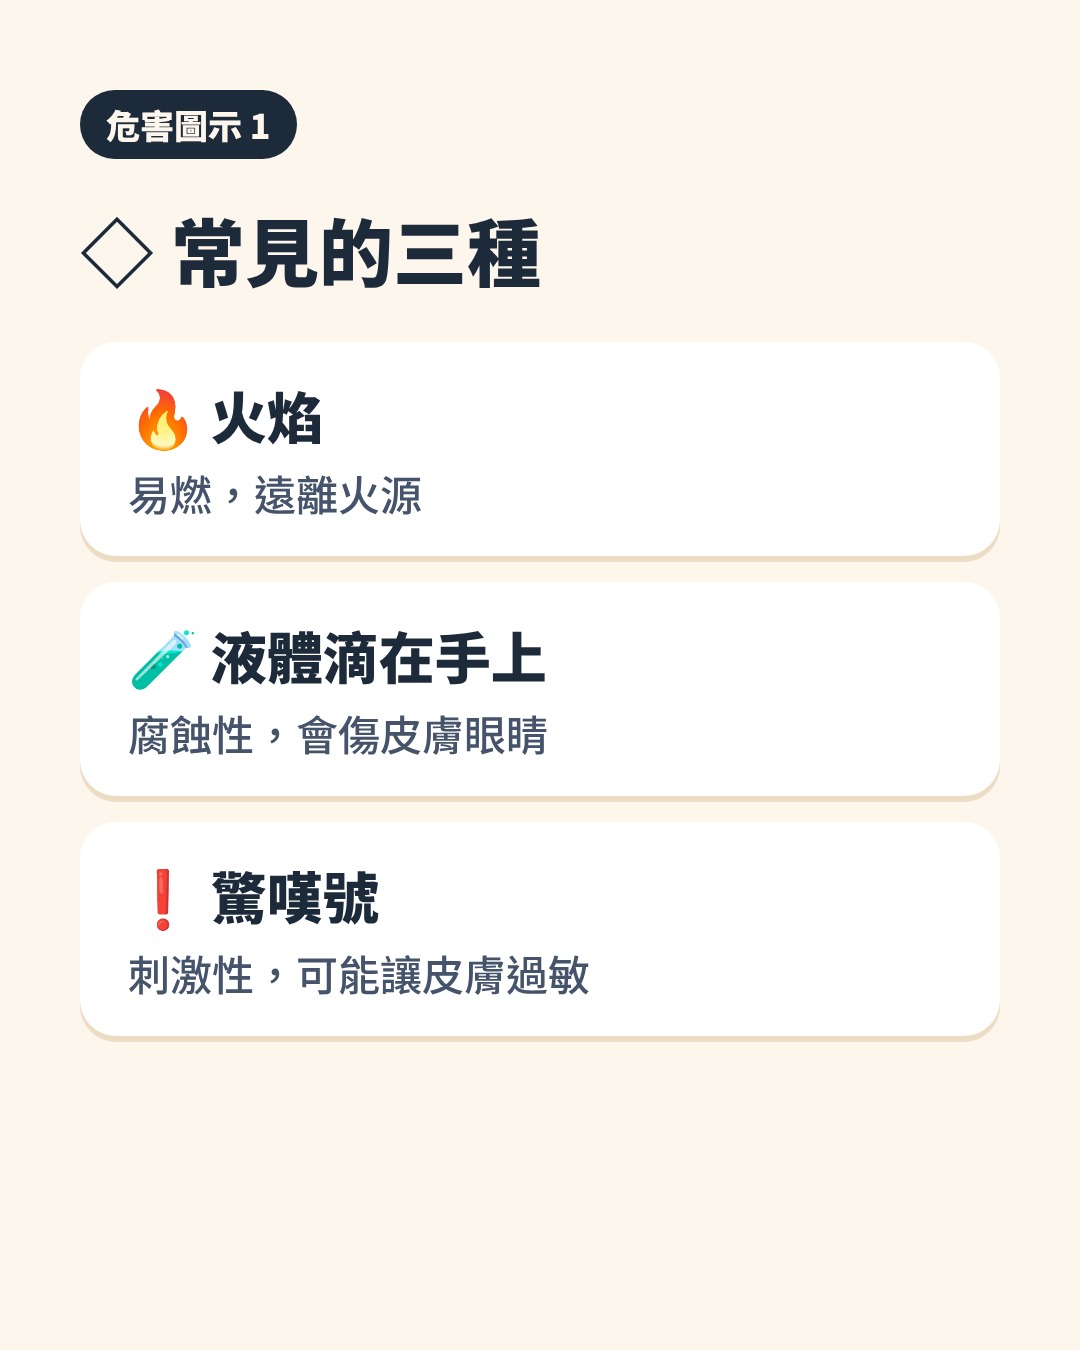 危害圖示 1
◇ 常見的三種
🔥 火焰
易燃，遠離火源
🧪 液體滴在手上
腐蝕性，會傷皮膚眼睛
❗ 驚嘆號
刺激性，可能讓皮膚過敏